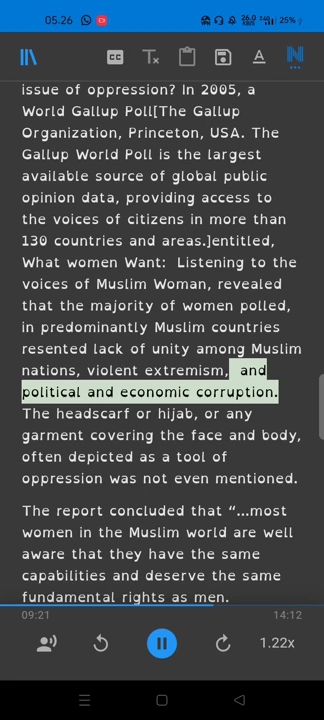 05.26
26.0
25%
CC
issue of oppression? In 2005, a
World Gallup Poll[The Gallup
Organization, Princeton, USA. The
Gallup World Poll is the largest
available source of global public
opinion data, providing access to
the voices of citizens in more than
130 countries and areas.]entitled,
What women Want:  Listening to the
voices of Muslim Woman, revealed
that the majority of women polled,
in predominantly Muslim countries
resented lack of unity among Muslim
nations, violent extremism,  and
political and economic corruption.
The headscarf or hijab, or any
garment covering the face and body,
often depicted as a tool of
oppression was not even mentioned.
The report concluded that “...most
women in the Muslim world are well
aware that they have the same
capabilities and deserve the same
fundamental rights as men.
09:21
14:12
1.22x